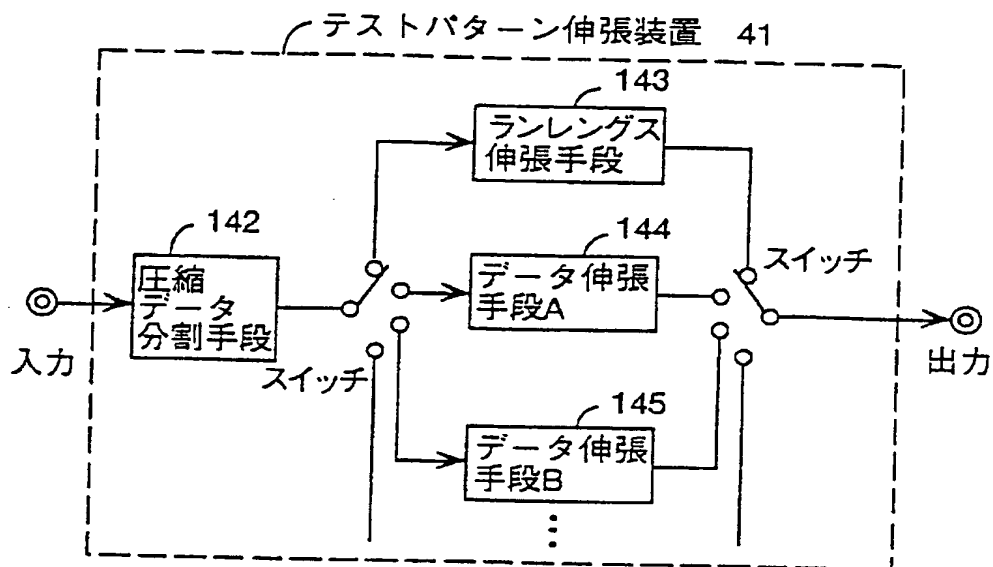 テストパターン伸張装置 41
143
ランレングス
伸張手段
142
圧縮
データ
分割手段
144
データ伸張
手段A
スイッチ
入力
スイッチ
出力
145
データ伸張
手段B